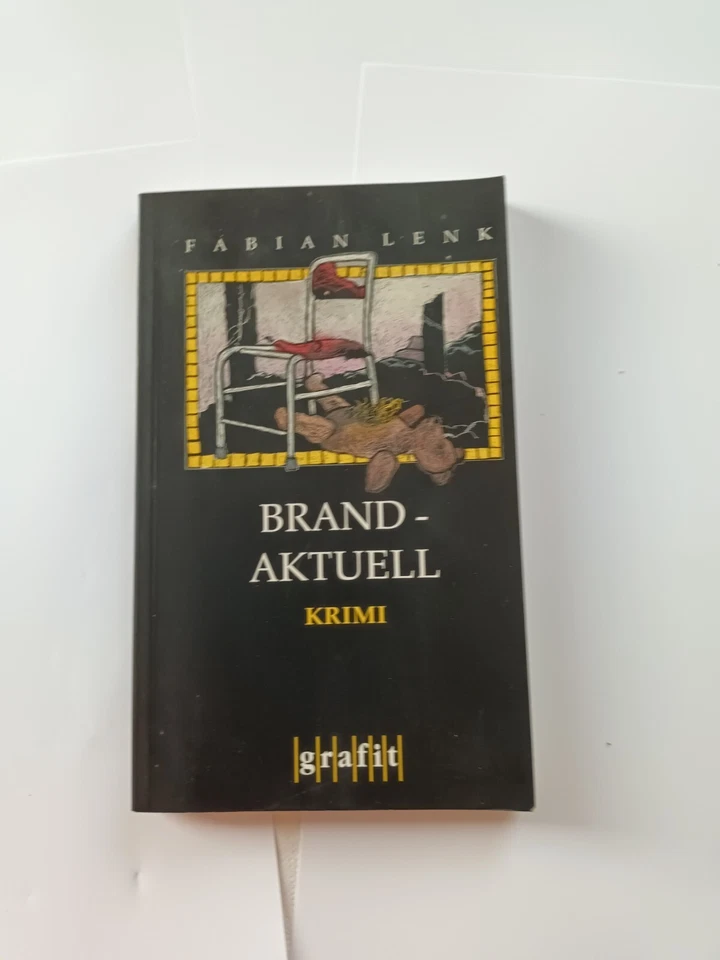 FABIAN LENK
BRAND-
AKTUELL
KRIMI
grafit